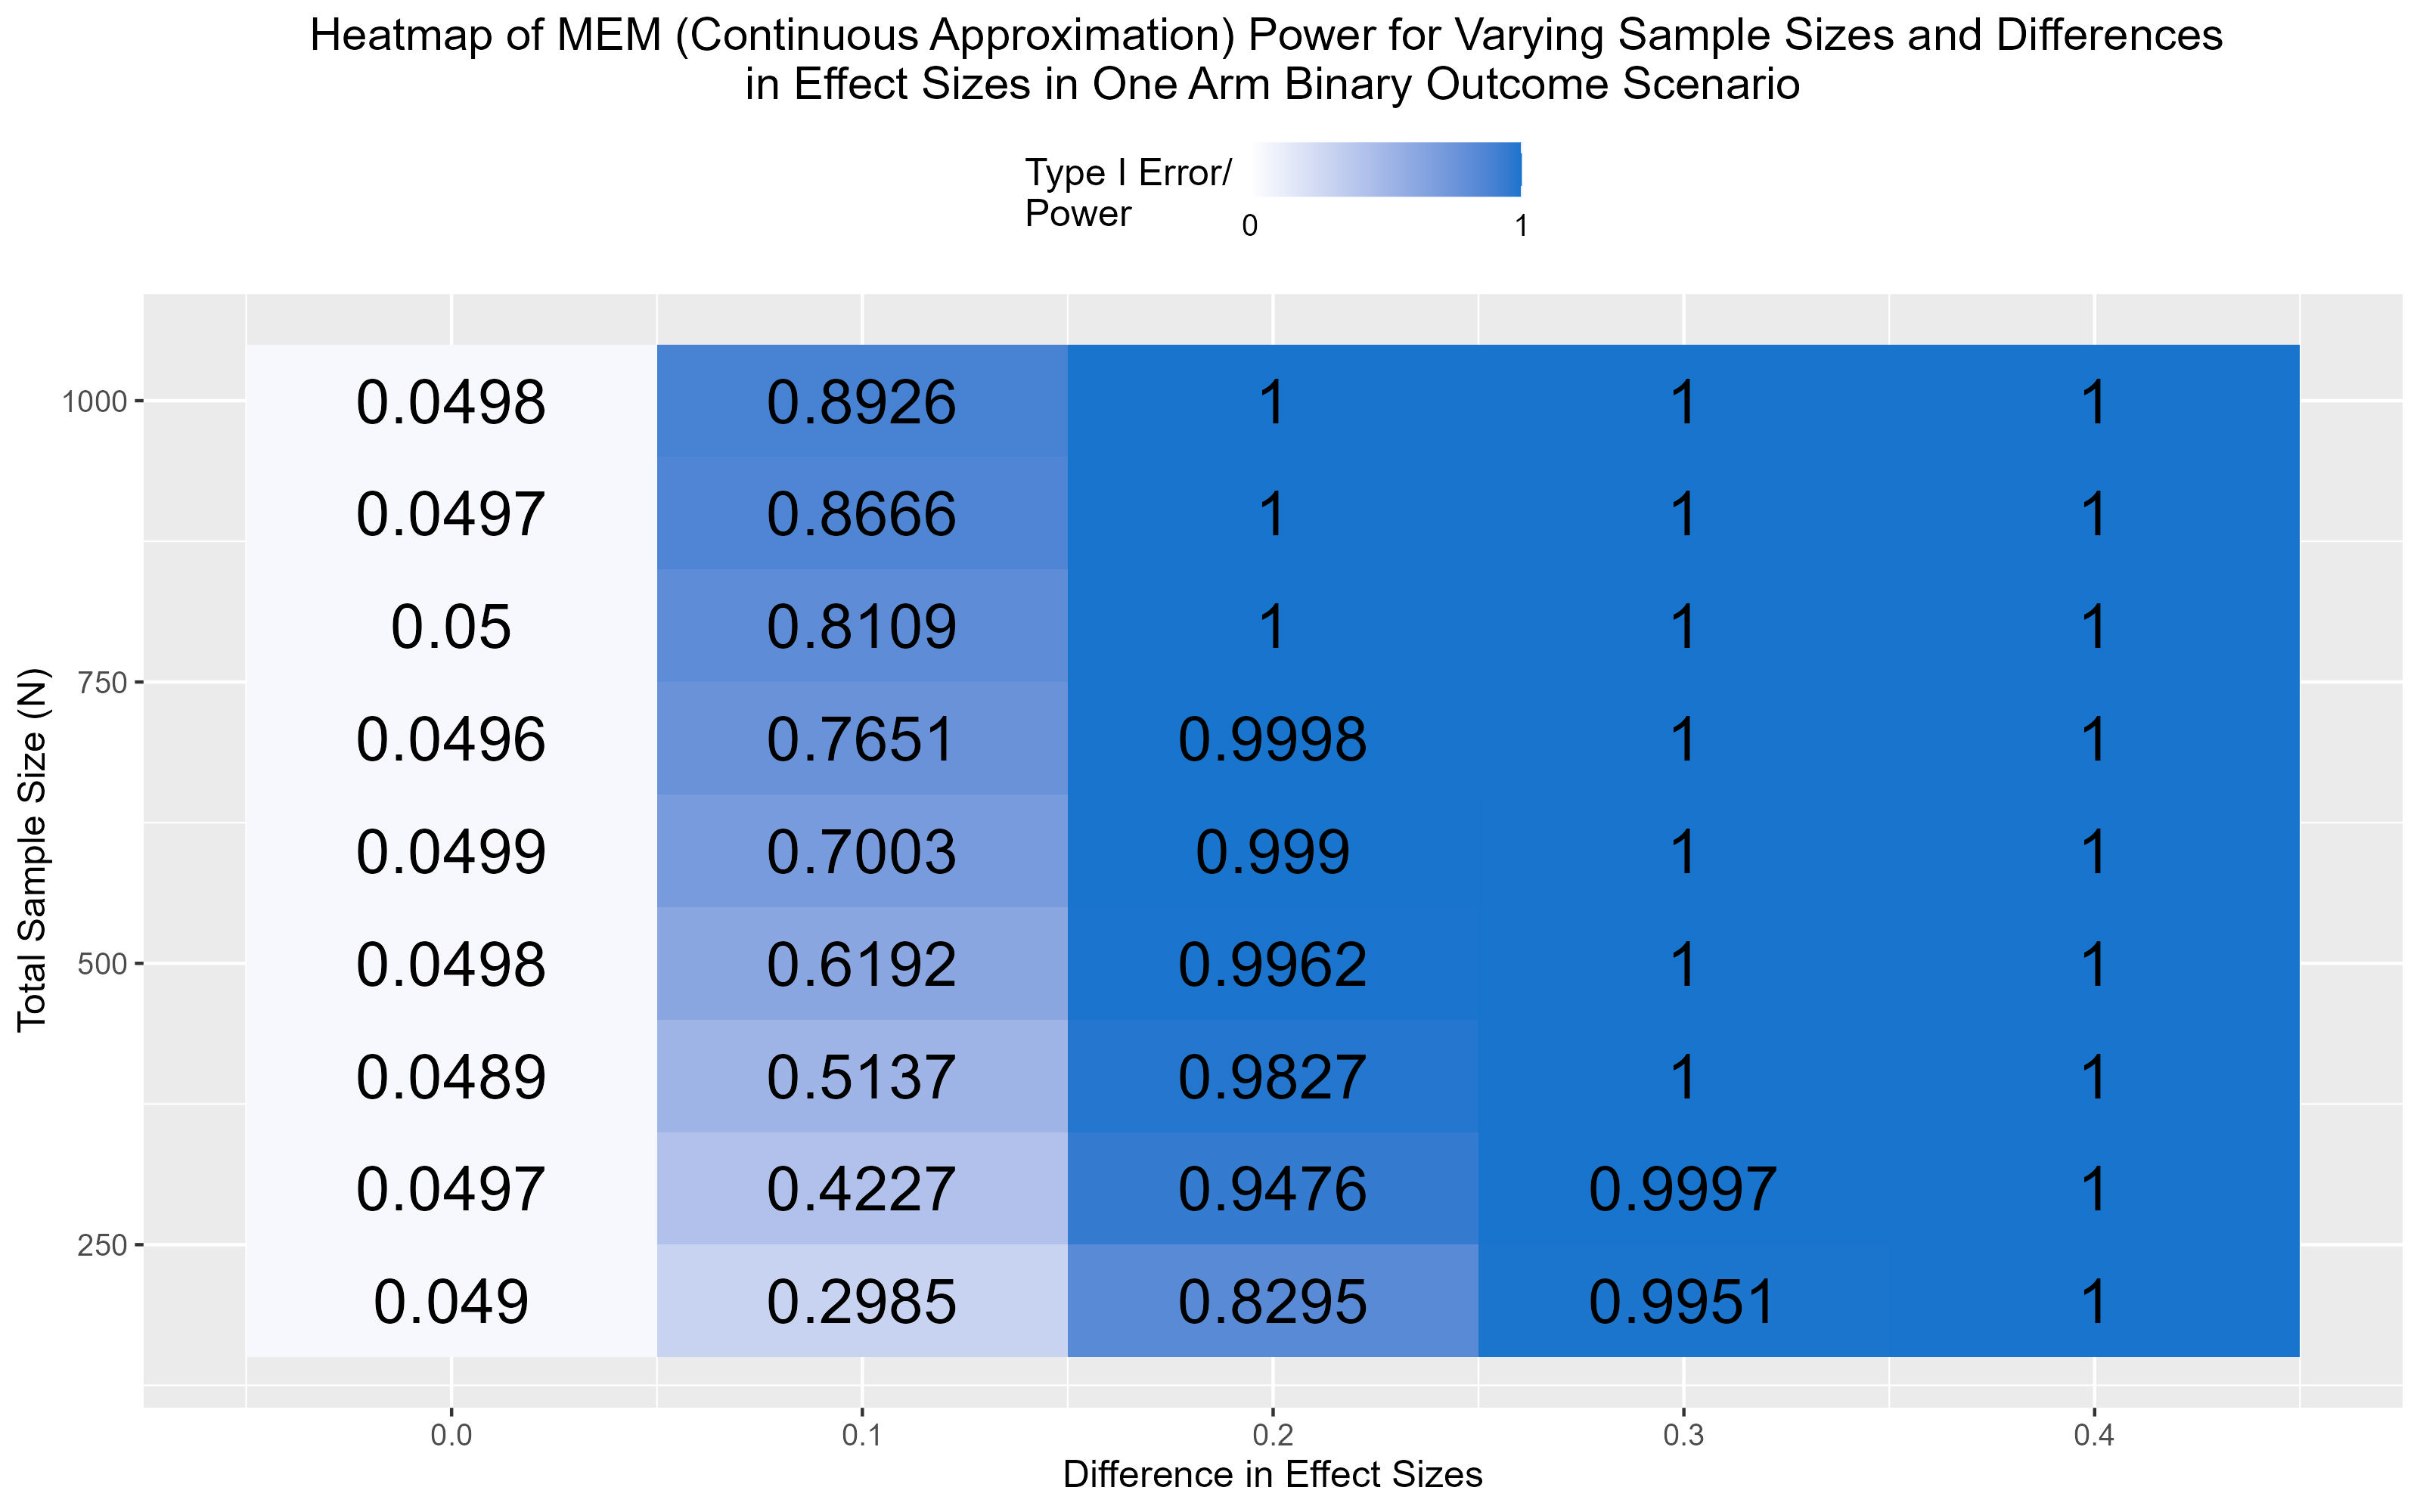 Heatmap of MEM (Continuous Approximation) Power for Varying Sample Sizes and Differences
in Effect Sizes in One Arm Binary Outcome Scenario
Type I Error/
Power
0 1
1000 0.0498 0.8926 1 1 1
0.0497 0.8666 1 1 1
0.05 0.8109 1 1 1
750
0.0496 0.7651 0.9998 1 1
0.0499 0.7003 0.999 1 1
500 0.0498 0.6192 0.9962 1 1
0.0489 0.5137 0.9827 1 1
0.0497 0.4227 0.9476 0.9997 1
250
0.049 0.2985 0.8295 0.9951 1
Total Sample Size (N)
0.0 0.1 0.2 0.3 0.4
Difference in Effect Sizes